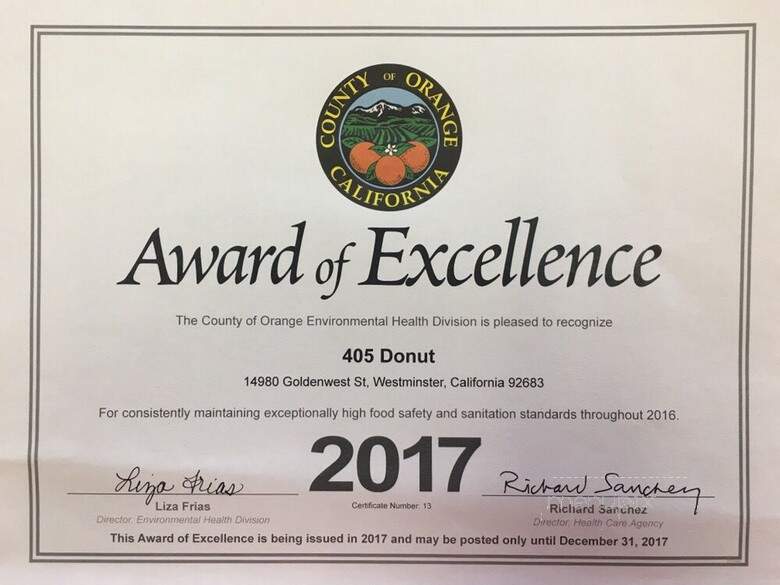 COUNTY OF ORANGE
CALIFORNIA
Award of Excellence
The County of Orange Environmental Health Division is pleased to recognize
405 Donut
14980 Goldenwest St, Westminster, California 92683
For consistently maintaining exceptionally high food safety and sanitation standards throughout 2016.
2017
Liza Frias
Richard Sanchez
Liza Frias
Certificate Number: 13
Richard Sanchez
Director, Environmental Health Division
Director, Health Care Agency
This Award of Excellence is being issued in 2017 and may be posted only until December 31, 2017